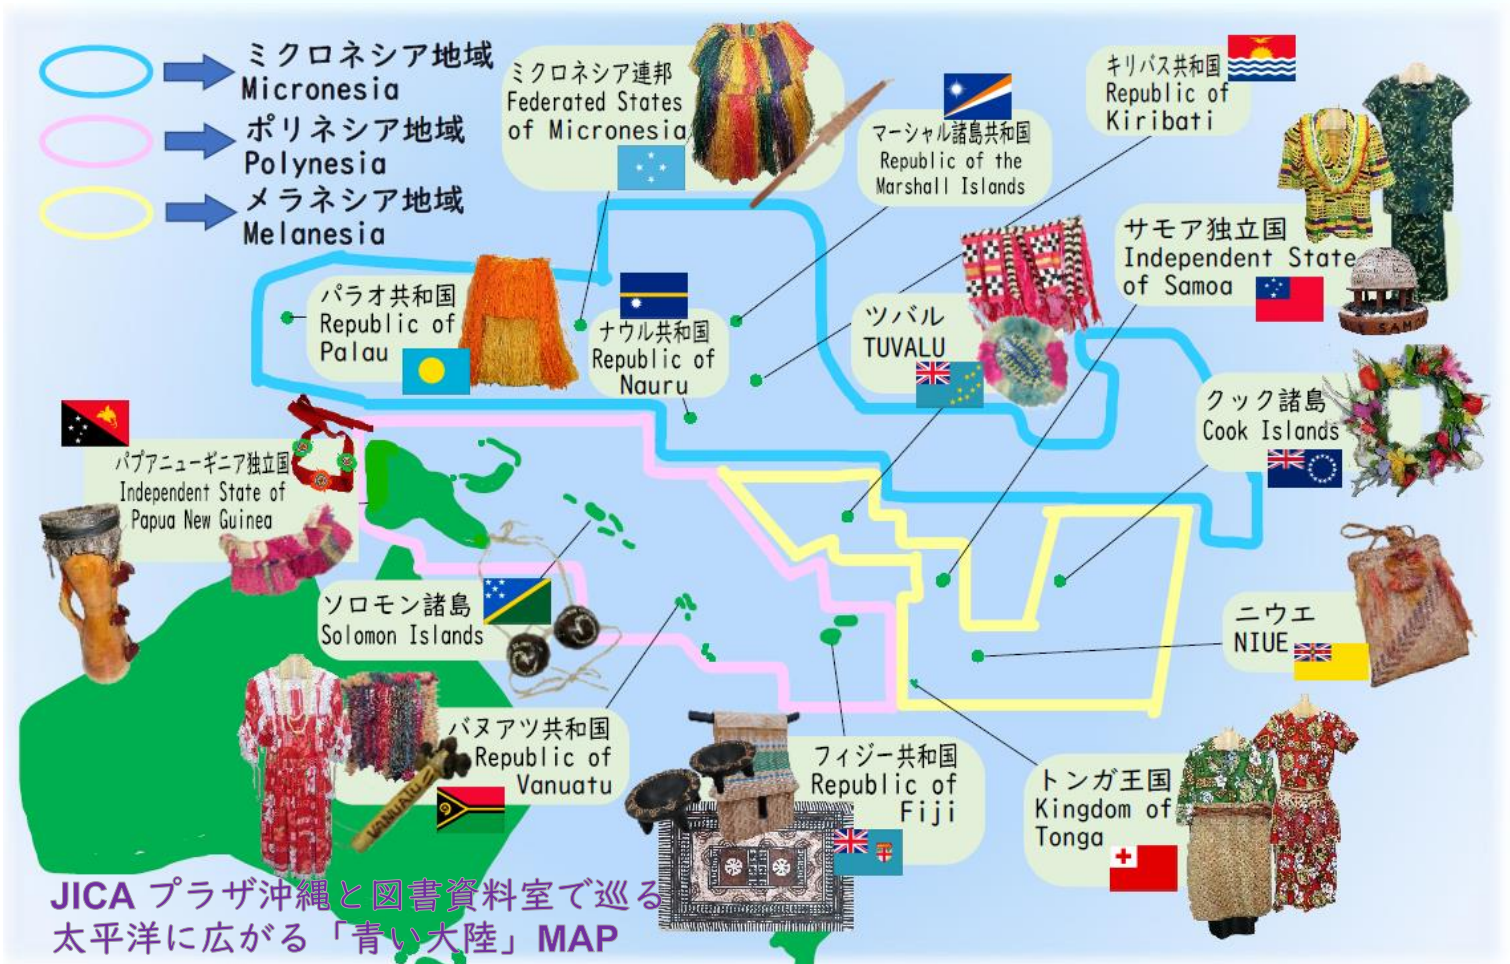 ミクロネシア地域
Micronesia
ポリネシア地域
Polynesia
メラネシア地域
Melanesia
ミクロネシア連邦
Federated States
of Micronesia
マーシャル諸島共和国
Republic of the
Marshall Islands
キリバス共和国
Republic of
Kiribati
サモア独立国
Independent State
of Samoa
SAMOA
パラオ共和国
Republic of
Palau
ナウル共和国
Republic of
Nauru
ツバル
TUVALU
クック諸島
Cook Islands
パプアニューギニア独立国
Independent State of
Papua New Guinea
ソロモン諸島
Solomon Islands
ニウエ
NIUE
バヌアツ共和国
Republic of
Vanuatu
VANUATU
フィジー共和国
Republic of
Fiji
トンガ王国
Kingdom of
Tonga
JICA プラザ沖縄と図書資料室で巡る
太平洋に広がる「青い大陸」MAP